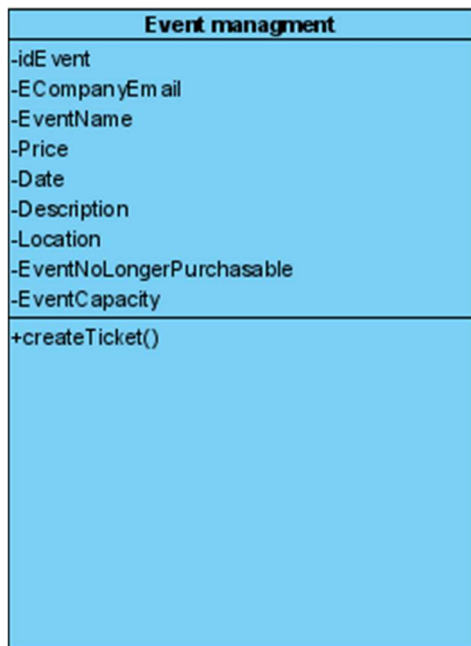 Event managment
-idEvent
-ECompanyEmail
-EventName
-Price
-Date
-Description
-Location
-EventNoLongerPurchasable
-EventCapacity
+createTicket()